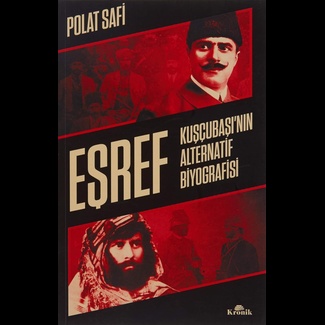 POLAT SAFİ
EŞREF
KUŞÇUBAŞI'NIN
ALTERNATİF
BİYOGRAFİSİ
Kronik